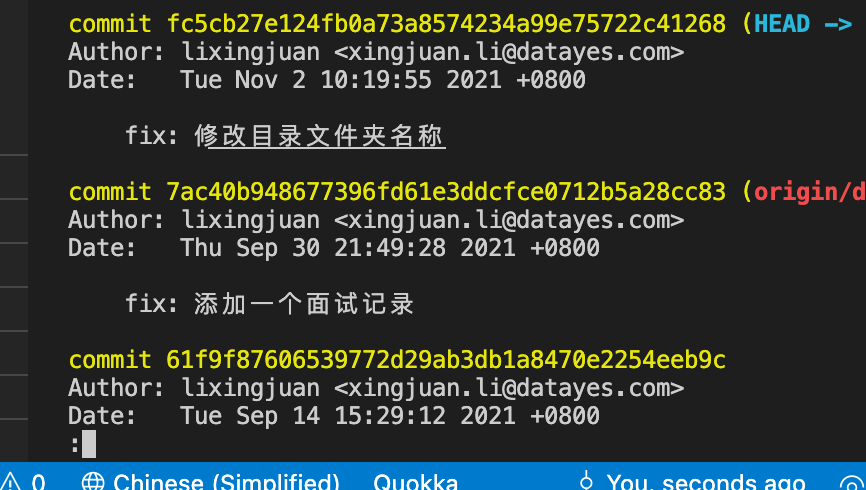 commit fc5cb27e124fb0a73a8574234a99e75722c41268 (HEAD ->
Author: lixingjuan <xingjuan.li@datayes.com>
Date:   Tue Nov 2 10:19:55 2021 +0800
fix: 修改目录文件夹名称
commit 7ac40b948677396fd61e3ddcfce0712b5a28cc83 (origin/d
Author: lixingjuan <xingjuan.li@datayes.com>
Date:   Thu Sep 30 21:49:28 2021 +0800
fix: 添加一个面试记录
commit 61f9f87606539772d29ab3db1a8470e2254eeb9c
Author: lixingjuan <xingjuan.li@datayes.com>
Date:   Tue Sep 14 15:29:12 2021 +0800
:
0 Chinese (Simplified) Quokka You, seconds ago